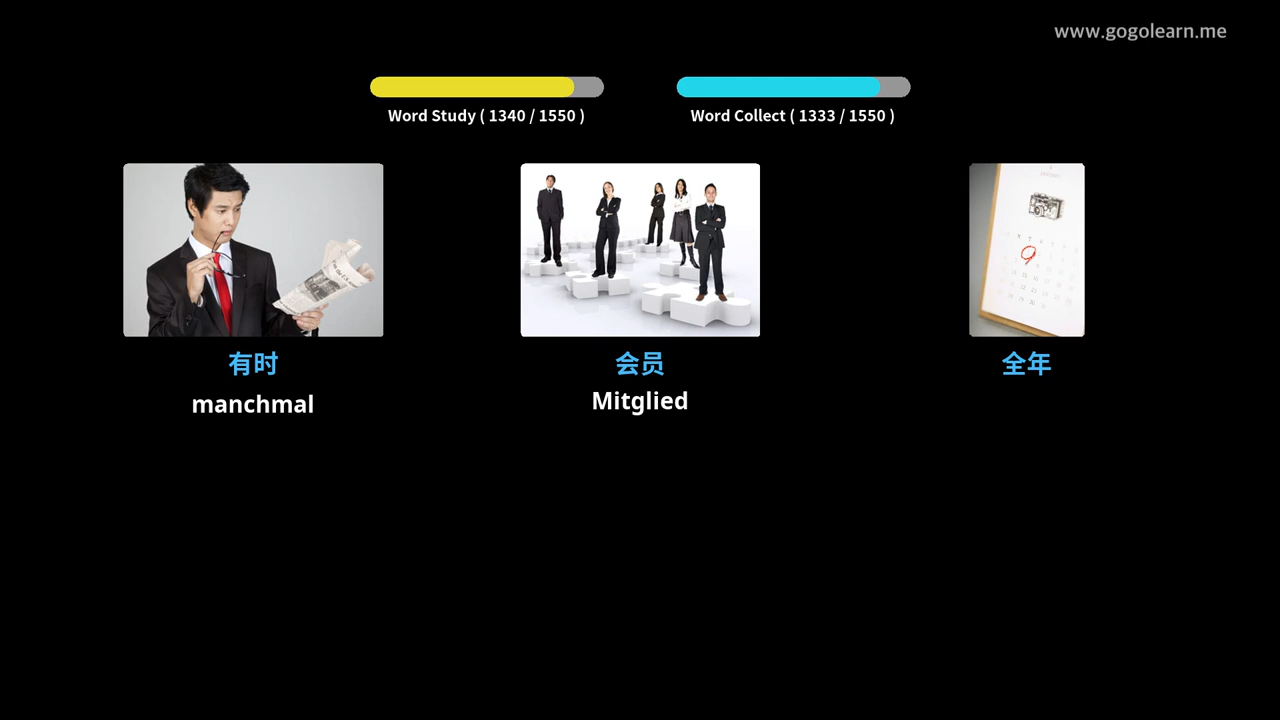 www.gogolearn.me
Word Study ( 1340 / 1550 )
Word Collect ( 1333 / 1550 )
有时
会员
全年
manchmal
Mitglied